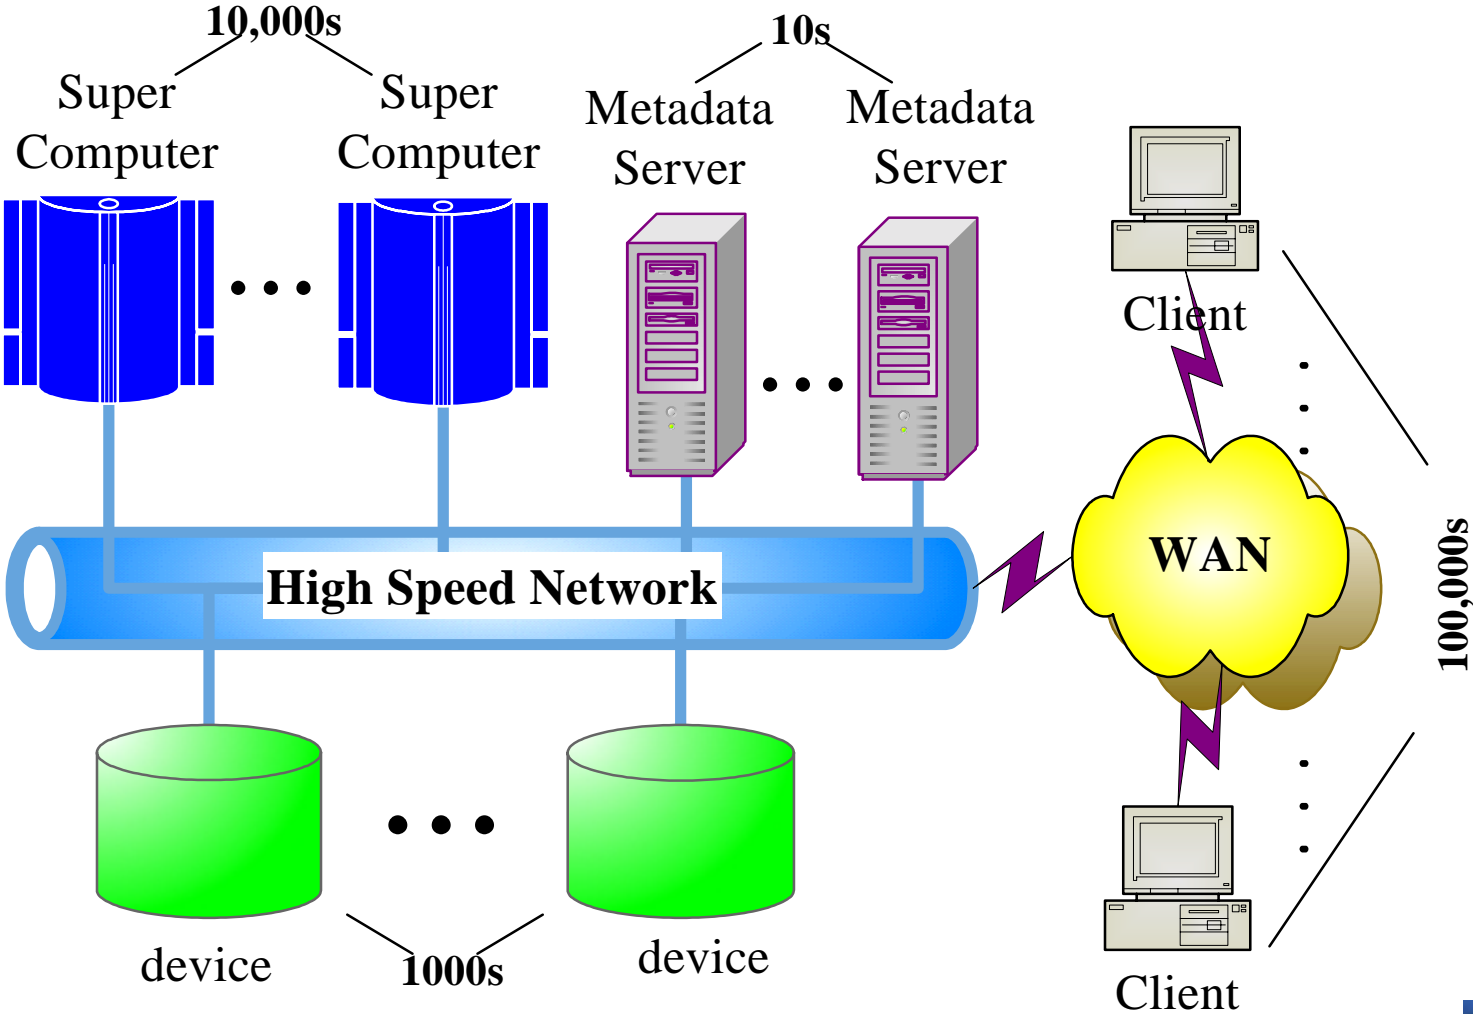 10,000s
10s
Super
Computer
Super
Computer
Metadata
Server
Metadata
Server
Client
High Speed Network
WAN
100,000s
device
1000s
device
Client